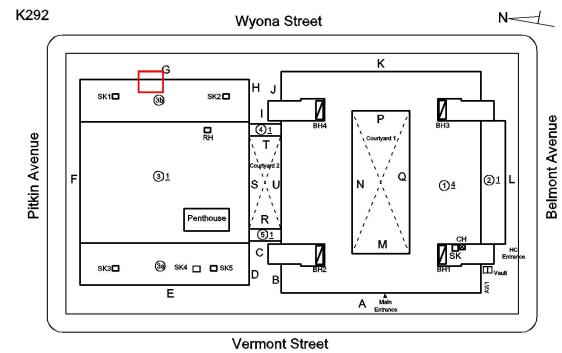 K292
Wyona Street
N
G
K
H
J
SK1
SK2
3b
I
BH4
BH3
P
RH
4 1
T
Courtyard 1
Courtyard 2
Pitkin Avenue
F
3 1
S
U
N
Q
1 4
2 1
L
Belmont Avenue
Penthouse
R
5 1
M
CH
SK
HC
Entrance
C
BH2
BH1
SK3
3a
SK4
SK5
D
B
Vault
AW1
E
A
Main
Entrance
Vermont Street